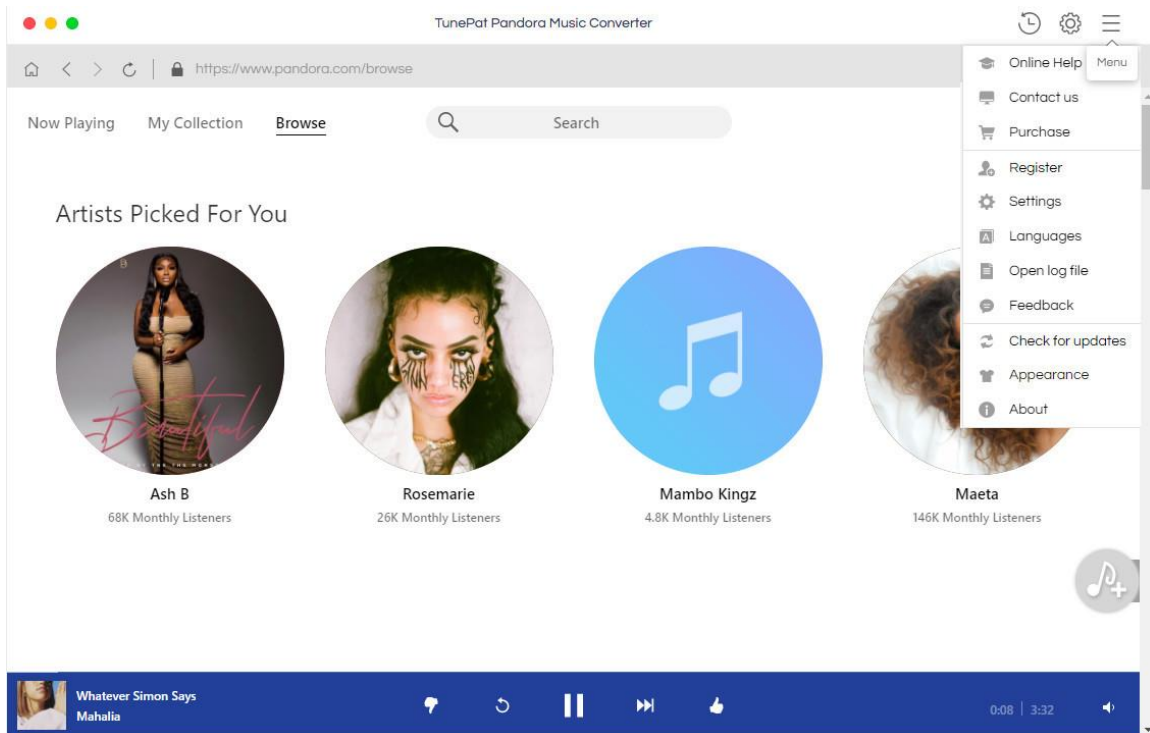 TunePat Pandora Music Converter
https://www.pandora.com/browse
Online Help
Menu
Contact us
Purchase
Register
Settings
Languages
Open log file
Feedback
Check for updates
Appearance
About
Now Playing
My Collection
Browse
Search
Artists Picked For You
Beautiful
Ash B
68K Monthly Listeners
Rosemarie
26K Monthly Listeners
Mambo Kingz
4.8K Monthly Listeners
Maeta
146K Monthly Listeners
Whatever Simon Says
Mahalia
0:08 | 3:32